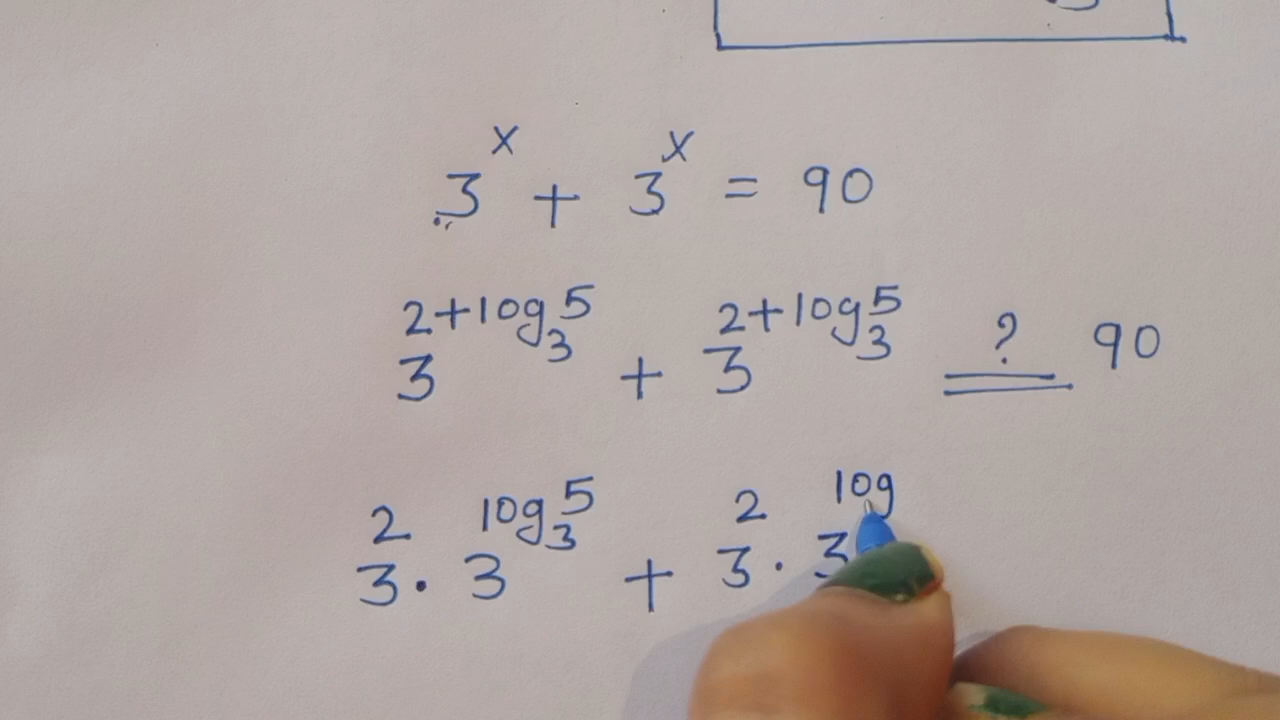 3^x + 3^x = 90
3^{2+log_3 5} + 3^{2+log_3 5} ? = 90
3^2 · 3^{log_3 5} + 3^2 · 3^{log